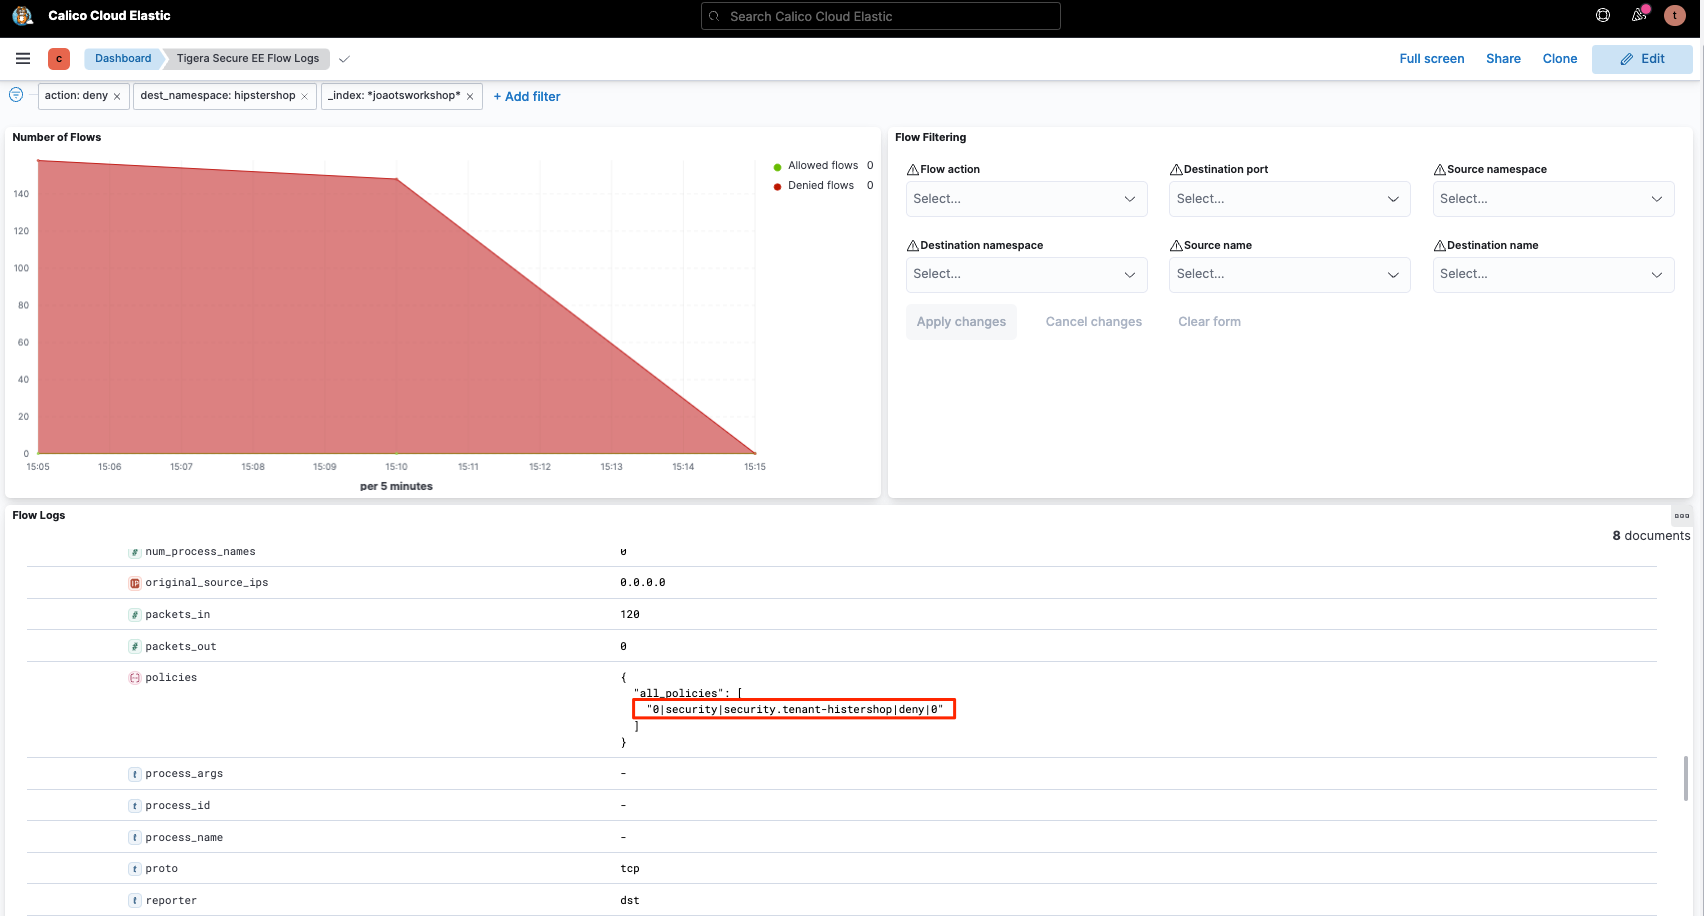 Calico Cloud Elastic
Search Calico Cloud Elastic
t
c
Dashboard
Tigera Secure EE Flow Logs
Full screen
Share
Clone
Edit
action: deny ×
dest_namespace: hipstershop ×
_index: *joaotsworkshop* ×
+ Add filter
Number of Flows
140
120
100
80
60
40
20
0
15:05
15:06
15:07
15:08
15:09
15:10
15:11
15:12
15:13
15:14
15:15
per 5 minutes
Allowed flows 0
Denied flows 0
Flow Filtering
Flow action
Select...
Destination port
Select...
Source namespace
Select...
Destination namespace
Select...
Source name
Select...
Destination name
Select...
Apply changes
Cancel changes
Clear form
Flow Logs
8 documents
# num_process_names 0
IP original_source_ips 0.0.0.0
# packets_in 120
# packets_out 0
policies {
"all_policies": [
"0|security|security.tenant-histershop|deny|0"
]
}
t process_args -
t process_id -
t process_name -
t proto tcp
t reporter dst